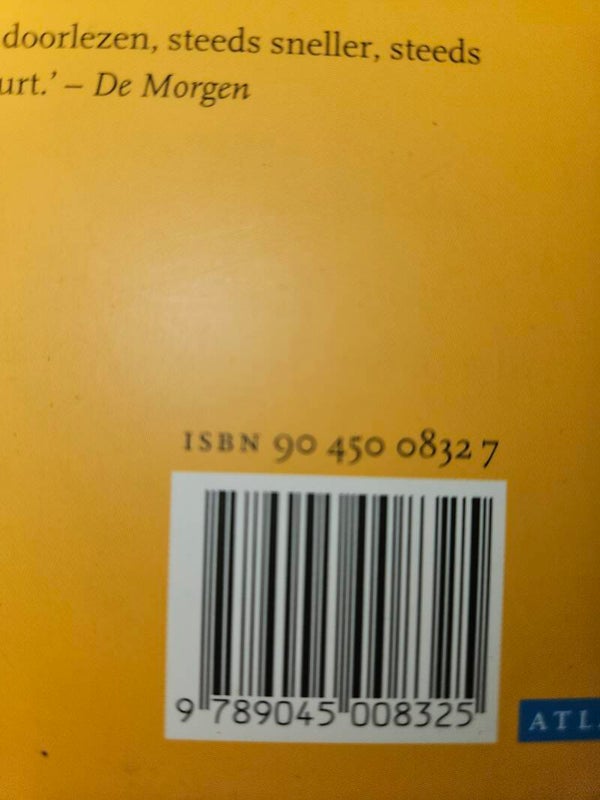 doorlezen, steeds sneller, steeds
urt.’ – De Morgen
ISBN 90 450 0832 7
9 789045 008325
ATL